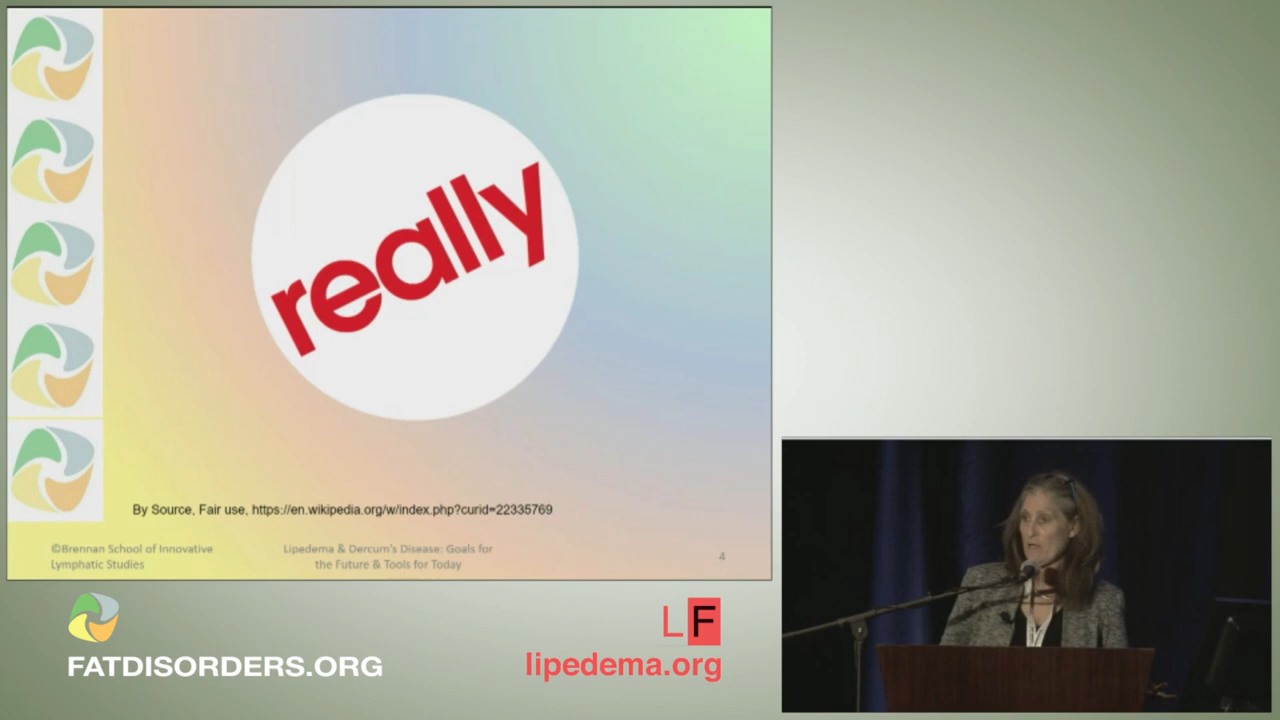 really
By Source, Fair use, https://en.wikipedia.org/w/index.php?curid=22335769
©Brennan School of Innovative
Lymphatic Studies
Lipedema & Dercum's Disease: Goals for
the Future & Tools for Today
4
FATDISORDERS.ORG
LF
lipedema.org